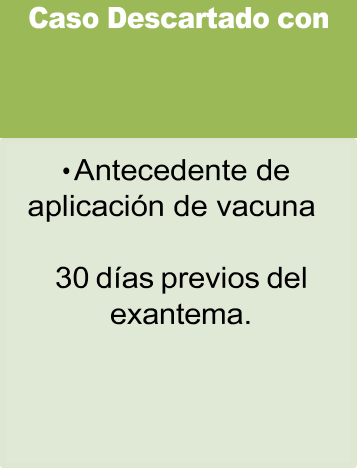 Caso Descartado con
•Antecedente de
aplicación de vacuna
30 días previos del
exantema.